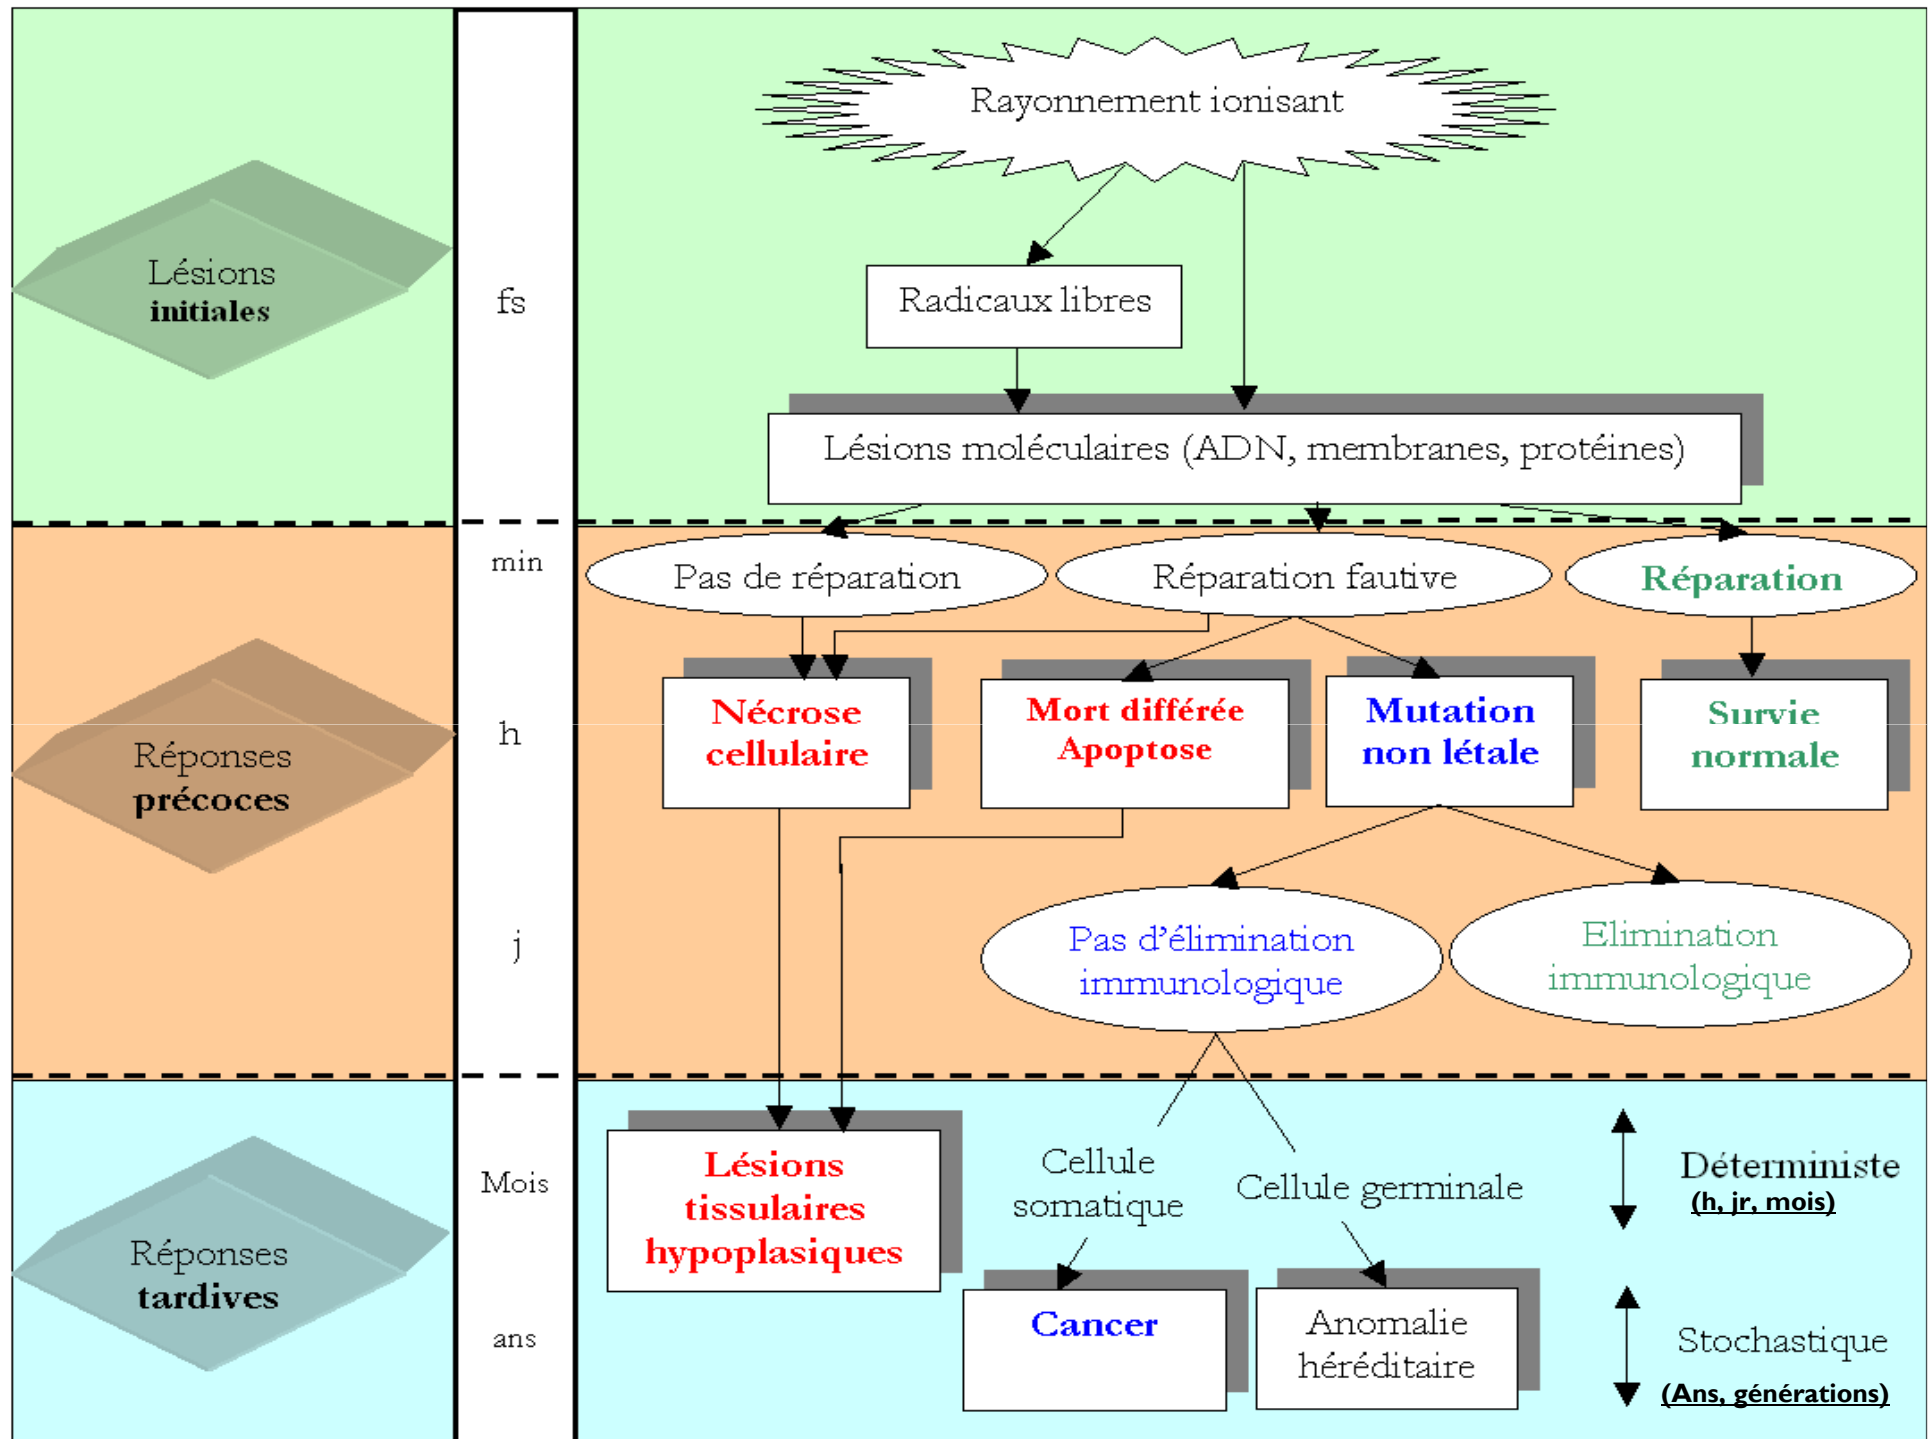 Rayonnement ionisant
Lésions
initiales
fs
Radicaux libres
Lésions moléculaires (ADN, membranes, protéines)
min
Pas de réparation
Réparation fautive
Réparation
Réponses
précoces
h
Nécrose
cellulaire
Mort différée
Apoptose
Mutation
non létale
Survie
normale
j
Pas d'élimination
immunologique
Elimination
immunologique
Réponses
tardives
Mois
Lésions
tissulaires
hypoplasiques
Cellule
somatique
Cellule germinale
Déterministe
(h, jr, mois)
ans
Cancer
Anomalie
héréditaire
Stochastique
(Ans, générations)